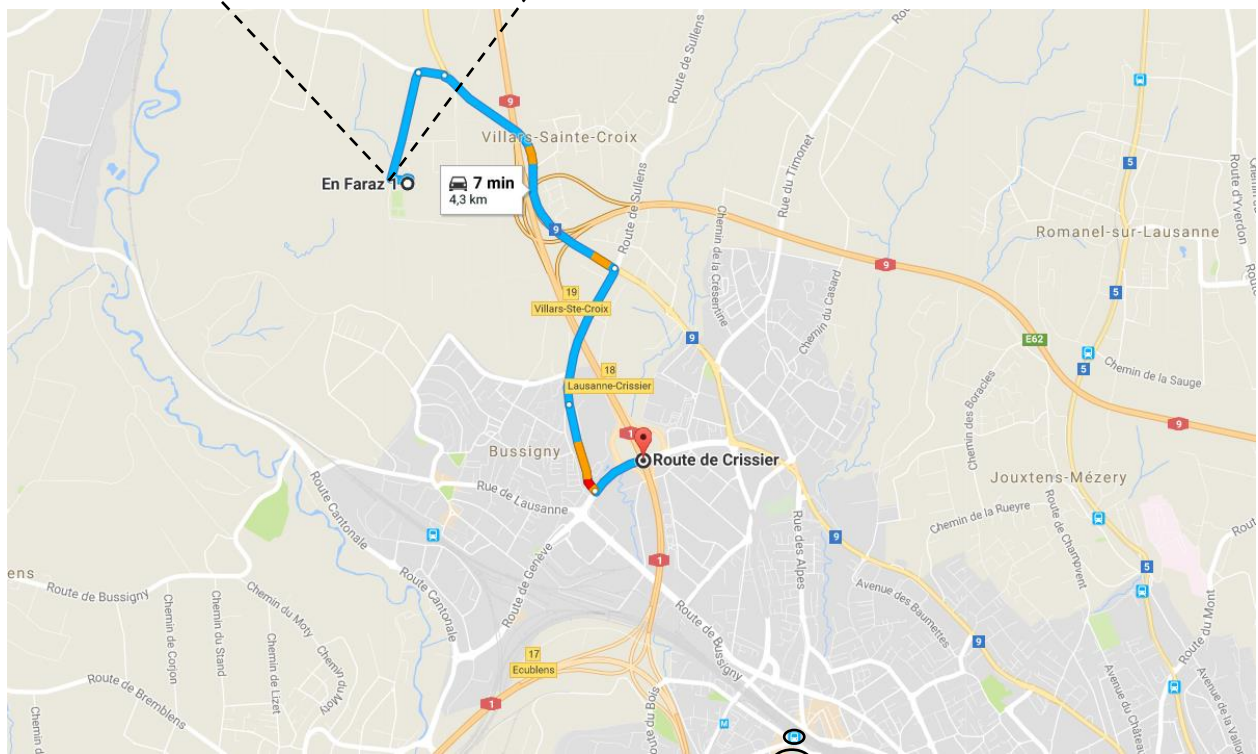 Route de Sullens
9
Villars-Sainte-Croix
5
Rue du Timonet
Route d'Yverdon
En Faraz 1
7 min
4,3 km
Route de Sullens
9
Chemin de la Crésentine
Romanel-sur-Lausanne
9
19
Villars-Ste-Croix
Chemin du Casard
5
9
E62
18
Lausanne-Crissier
5
Chemin de la Sauge
Chemin des Boracles
9
1
Bussigny
Route de Crissier
Jouxtens-Mézery
Rue de Lausanne
Route Cantonale
Chemin de la Rueyre
Rue des Alpes
Route de Champvent
9
1
Route de Genève
ens
Route de Bussigny
Route Cantonale
5
Avenue des Baumettes
Chemin du Moty
Chemin de Corjon
Chemin du Stand
Chemin de Lizet
Chemin du Moty
Route de Bussigny
Route du Mont
9
17
Ecublens
Route de Bremblens
1
M
Avenue du Château